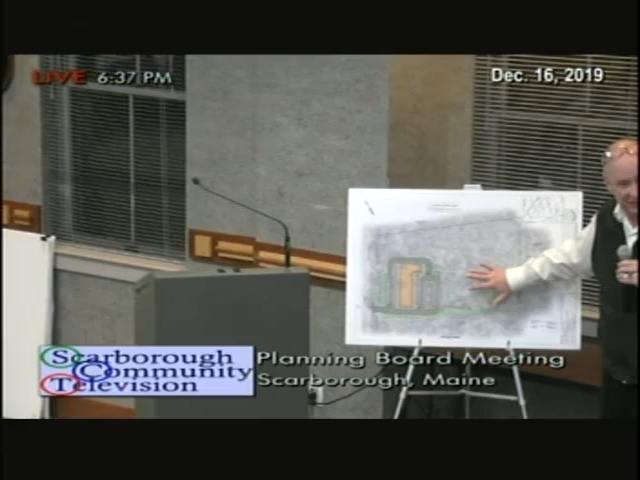 LIVE 6:37 PM
Dec. 16, 2019
Scarborough
Community
Television
Planning Board Meeting
Scarborough, Maine